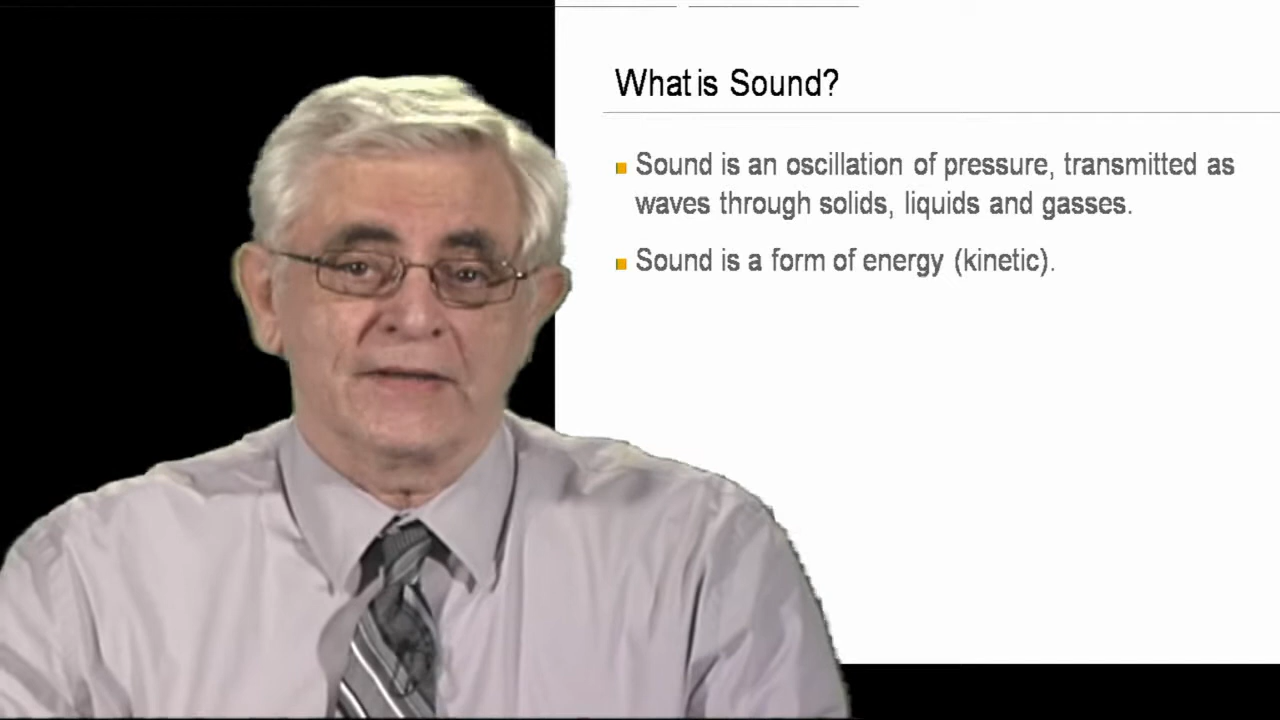 What is Sound?
Sound is an oscillation of pressure, transmitted as
waves through solids, liquids and gasses.
Sound is a form of energy (kinetic).